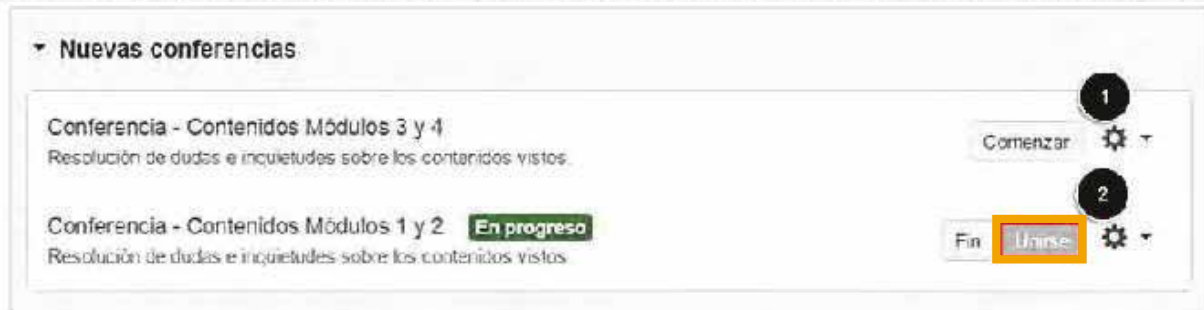 Nuevas conferencias
1
Conferencia - Contenidos Módulos 3 y 4
Comenzar
Resolución de dudas e inquietudes sobre los contenidos vistos.
2
Conferencia - Contenidos Módulos 1 y 2 En progreso
Fin Unirse
Resolución de dudas e inquietudes sobre los contenidos vistos